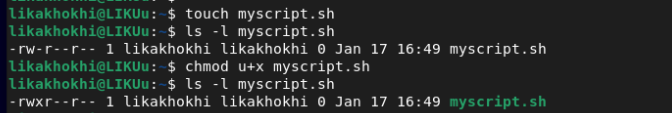 likakhokhi@LIKUu:~$ touch myscript.sh
likakhokhi@LIKUu:~$ ls -l myscript.sh
-rw-r--r-- 1 likakhokhi likakhokhi 0 Jan 17 16:49 myscript.sh
likakhokhi@LIKUu:~$ chmod u+x myscript.sh
likakhokhi@LIKUu:~$ ls -l myscript.sh
-rwxr--r-- 1 likakhokhi likakhokhi 0 Jan 17 16:49 myscript.sh